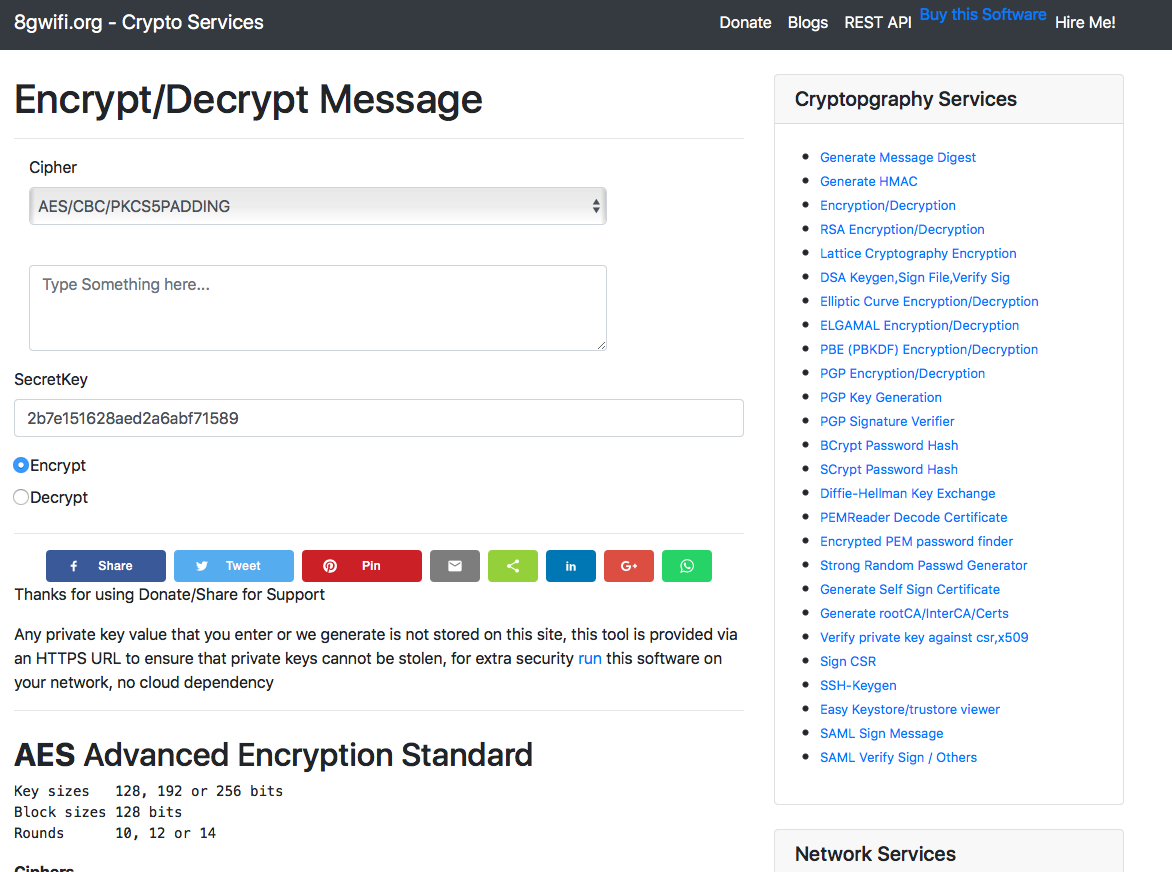 8gwifi.org - Crypto Services
Donate Blogs REST API Buy this Software Hire Me!
Encrypt/Decrypt Message
Cipher
AES/CBC/PKCS5PADDING
Type Something here...
SecretKey
2b7e151628aed2a6abf71589
Encrypt
Decrypt
Share Tweet Pin in G+
Thanks for using Donate/Share for Support
Any private key value that you enter or we generate is not stored on this site, this tool is provided via
an HTTPS URL to ensure that private keys cannot be stolen, for extra security run this software on
your network, no cloud dependency
AES Advanced Encryption Standard
Key sizes 128, 192 or 256 bits
Block sizes 128 bits
Rounds 10, 12 or 14
Ciphers
Cryptopgraphy Services
Generate Message Digest
Generate HMAC
Encryption/Decryption
RSA Encryption/Decryption
Lattice Cryptography Encryption
DSA Keygen,Sign File,Verify Sig
Elliptic Curve Encryption/Decryption
ELGAMAL Encryption/Decryption
PBE (PBKDF) Encryption/Decryption
PGP Encryption/Decryption
PGP Key Generation
PGP Signature Verifier
BCrypt Password Hash
SCrypt Password Hash
Diffie-Hellman Key Exchange
PEMReader Decode Certificate
Encrypted PEM password finder
Strong Random Passwd Generator
Generate Self Sign Certificate
Generate rootCA/InterCA/Certs
Verify private key against csr,x509
Sign CSR
SSH-Keygen
Easy Keystore/trustore viewer
SAML Sign Message
SAML Verify Sign / Others
Network Services